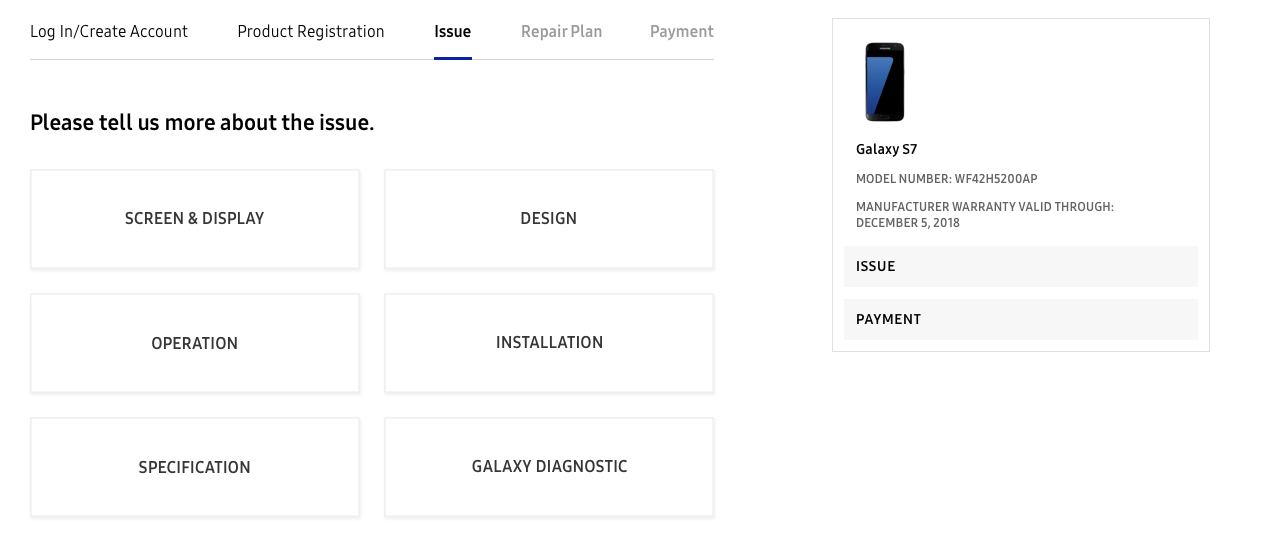 Log In/Create Account Product Registration Issue Repair Plan Payment
Please tell us more about the issue.
SCREEN & DISPLAY DESIGN
OPERATION INSTALLATION
SPECIFICATION GALAXY DIAGNOSTIC
Galaxy S7
MODEL NUMBER: WF42H5200AP
MANUFACTURER WARRANTY VALID THROUGH:
DECEMBER 5, 2018
ISSUE
PAYMENT